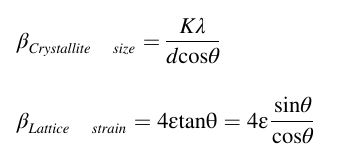 β_Crystallite size = Kλ / dcosθ
β_Lattice strain = 4εtanθ = 4ε sinθ / cosθ